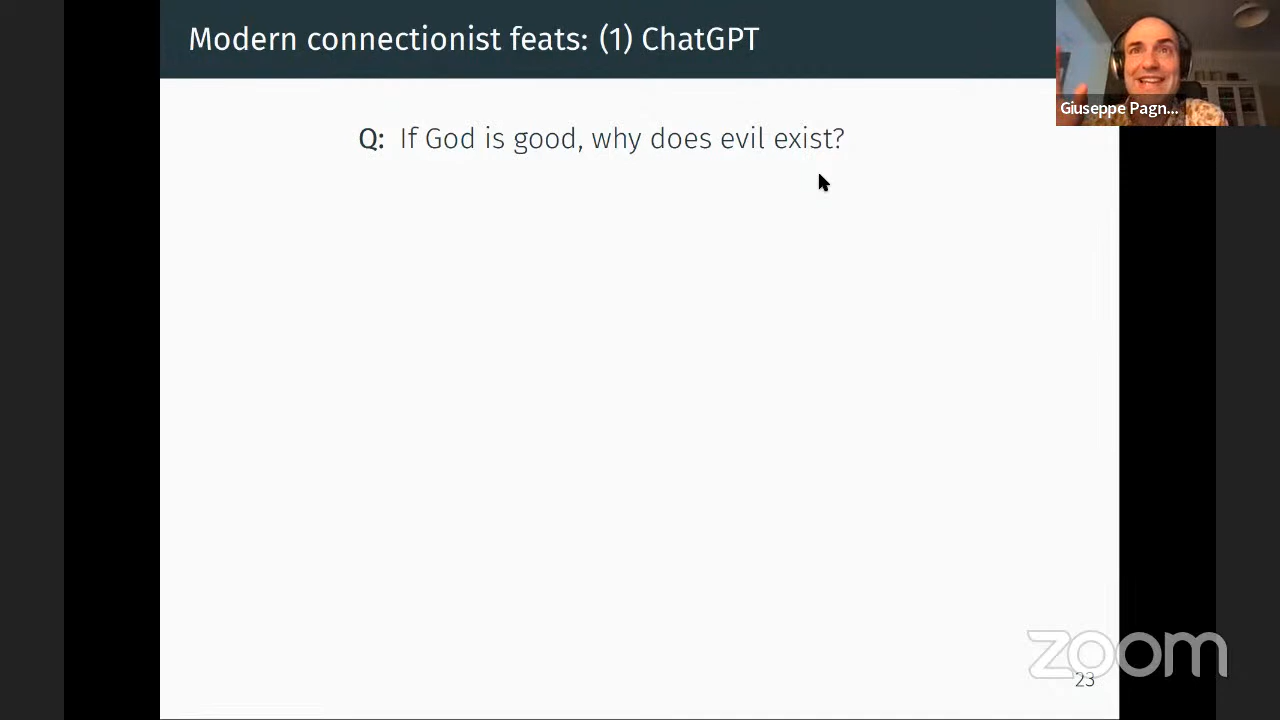 Modern connectionist feats: (1) ChatGPT
Giuseppe Pagn...
Q: If God is good, why does evil exist?
zoom
23